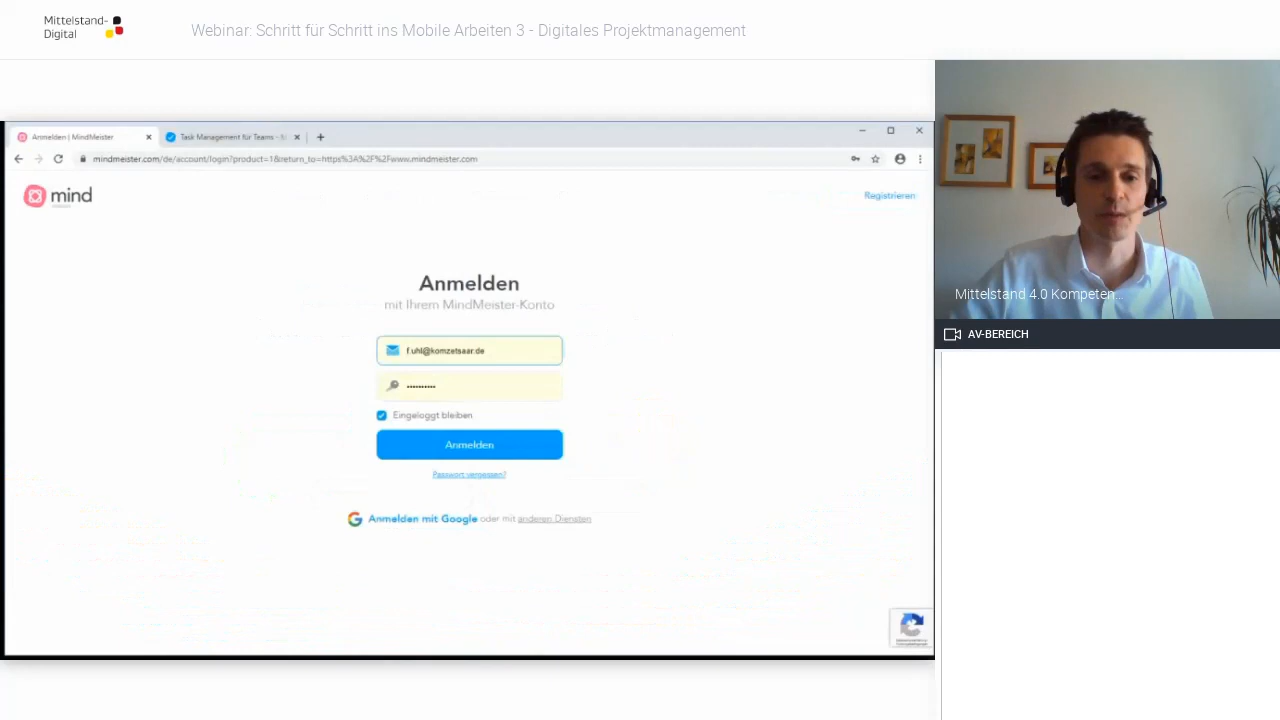 Mittelstand-
Digital
Webinar: Schritt für Schritt ins Mobile Arbeiten 3 - Digitales Projektmanagement
Anmelden | MindMeister
Task Management für Teams - M
mindmeister.com/de/account/login?product=1&return_to=https%3A%2F%2Fwww.mindmeister.com
mind
Registrieren
Anmelden
mit Ihrem MindMeister-Konto
f.uhl@komzetsaar.de
••••••••••
Eingeloggt bleiben
Anmelden
Passwort vergessen?
Anmelden mit Google oder mit anderen Diensten
Mittelstand 4.0 Kompeten...
AV-BEREICH